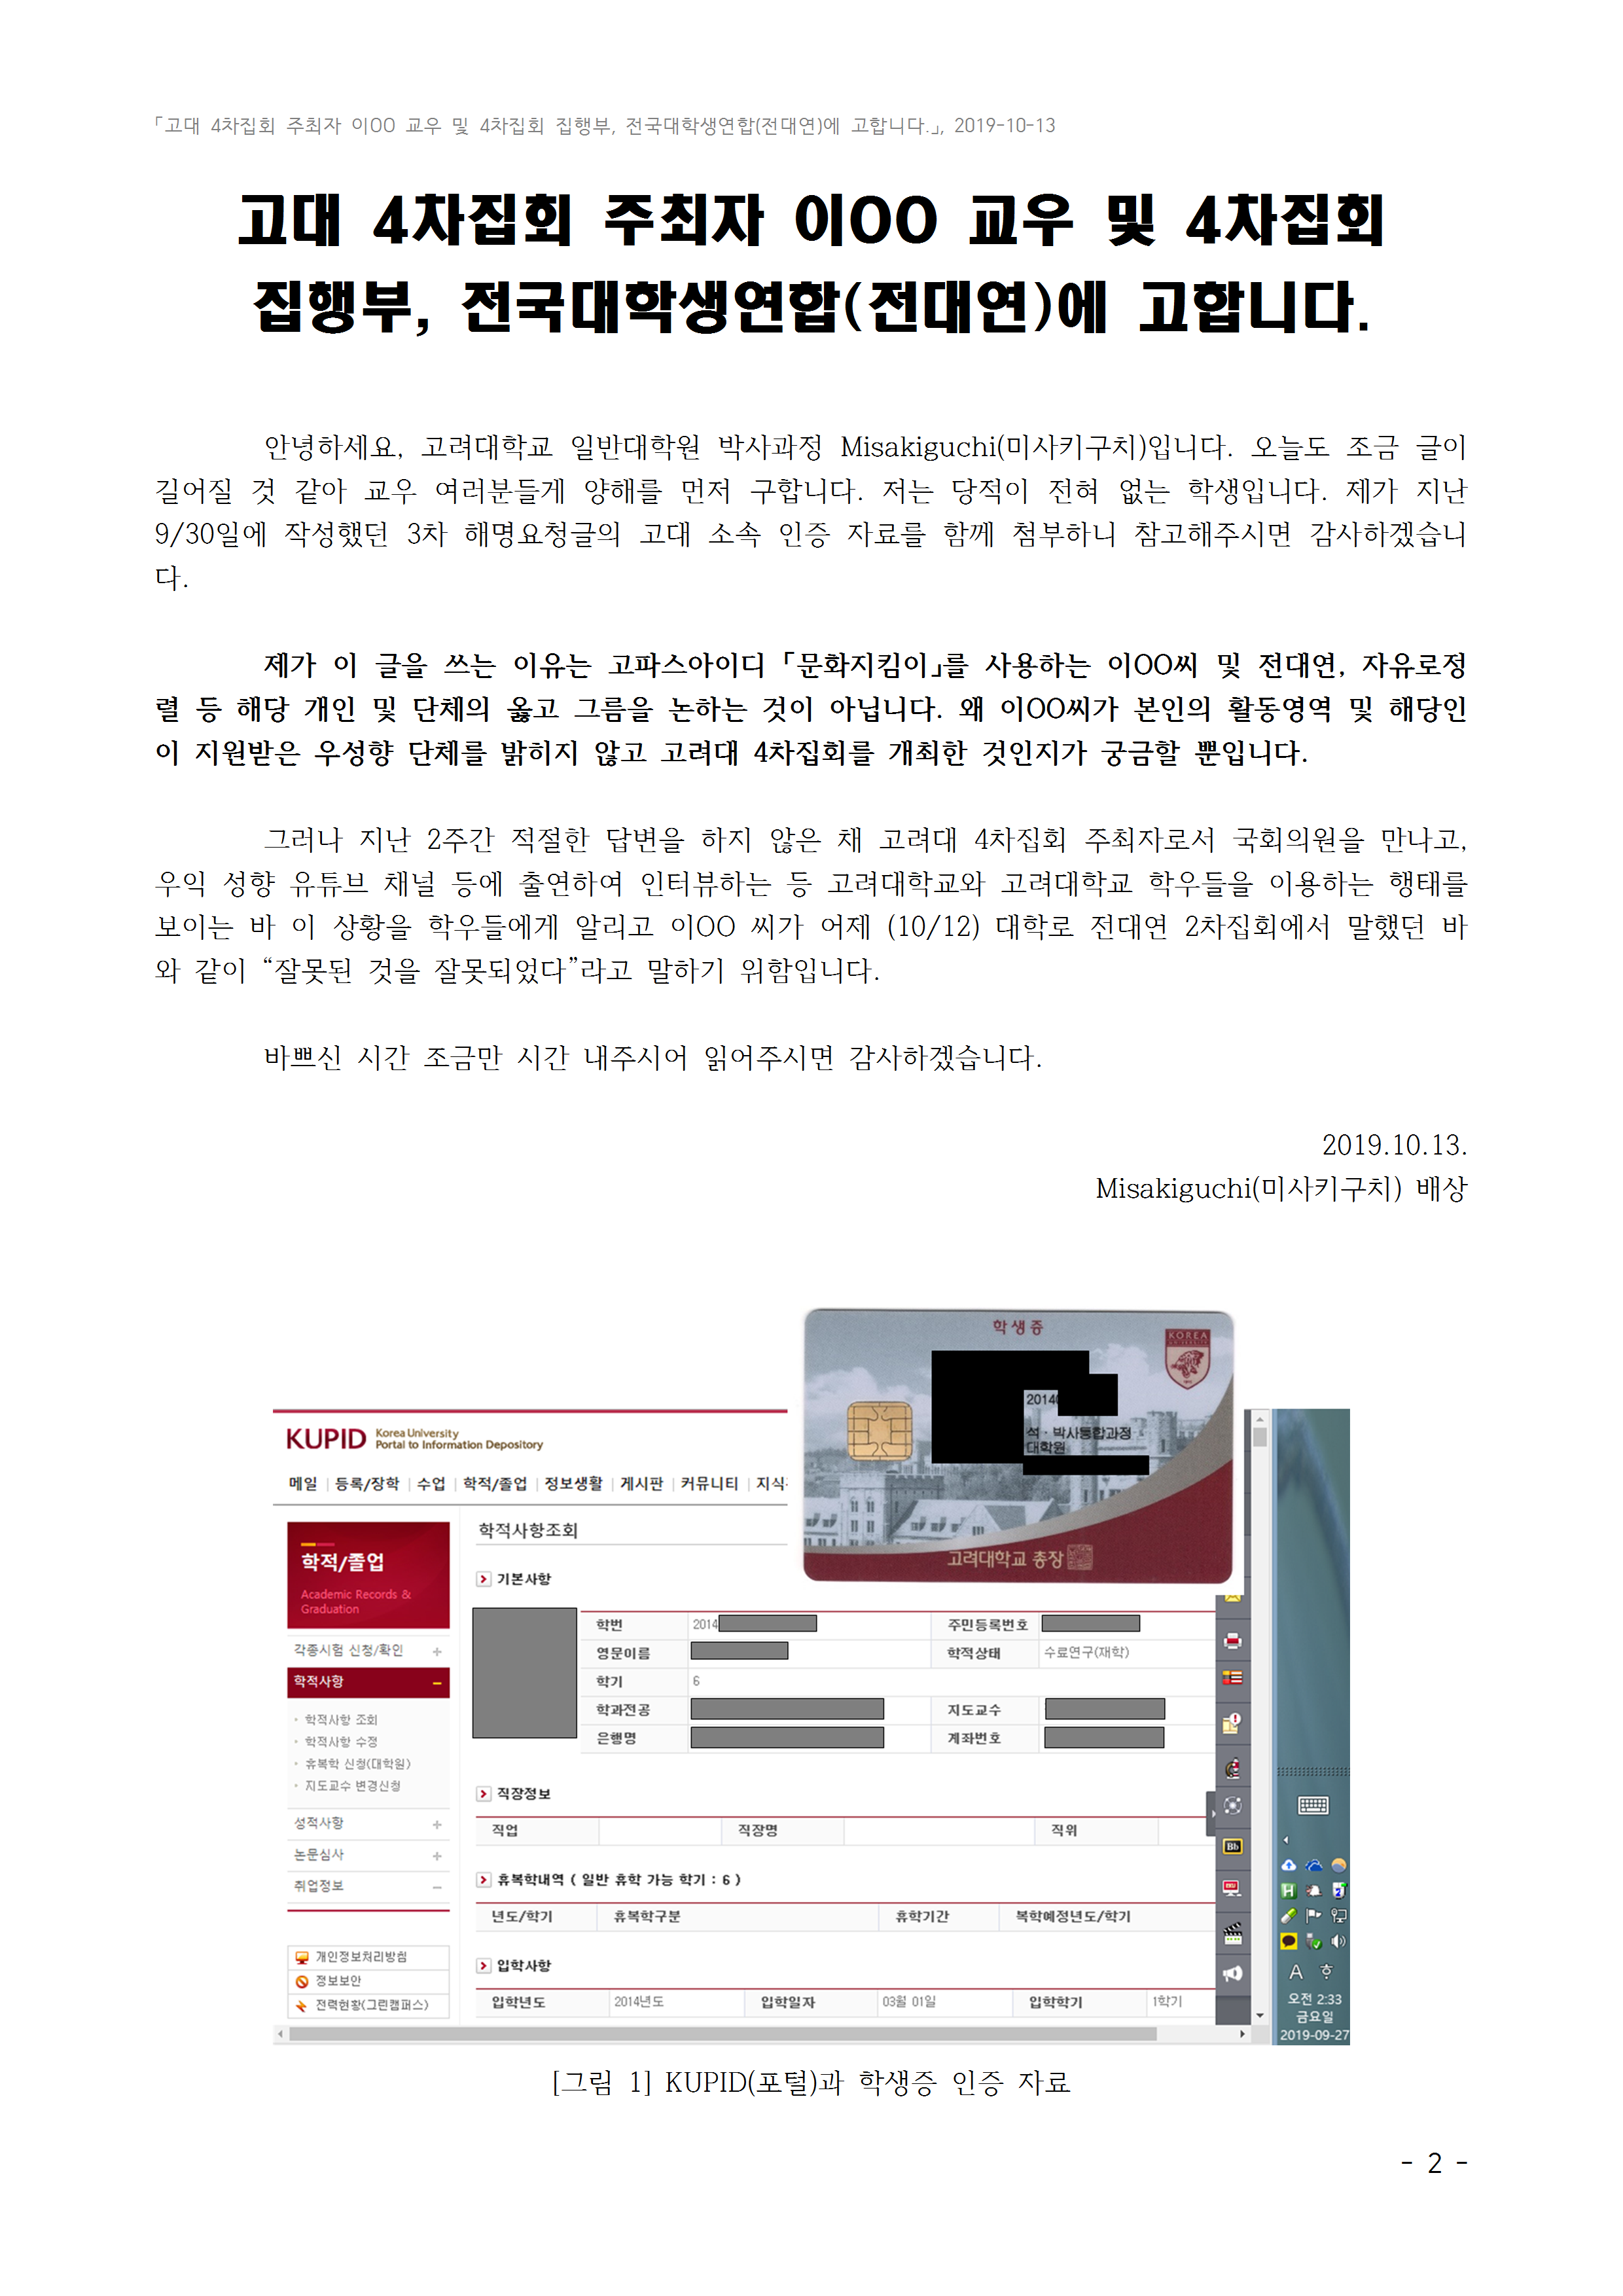 「고대 4차집회 주최자 이OO 교우 및 4차집회 집행부, 전국대학생연합(전대연)에 고합니다.」, 2019-10-13
고대 4차집회 주최자 이OO 교우 및 4차집회
집행부, 전국대학생연합(전대연)에 고합니다.
안녕하세요, 고려대학교 일반대학원 박사과정 Misakiguchi(미사키구치)입니다. 오늘도 조금 글이
길어질 것 같아 교우 여러분들게 양해를 먼저 구합니다. 저는 당적이 전혀 없는 학생입니다. 제가 지난
9/30일에 작성했던 3차 해명요청글의 고대 소속 인증 자료를 함께 첨부하니 참고해주시면 감사하겠습니
다.
제가 이 글을 쓰는 이유는 고파스아이디 「문화지킴이」를 사용하는 이OO씨 및 전대연, 자유로정
렬 등 해당 개인 및 단체의 옳고 그름을 논하는 것이 아닙니다. 왜 이OO씨가 본인의 활동영역 및 해당인
이 지원받은 우성향 단체를 밝히지 않고 고려대 4차집회를 개최한 것인지가 궁금할 뿐입니다.
그러나 지난 2주간 적절한 답변을 하지 않은 채 고려대 4차집회 주최자로서 국회의원을 만나고,
우익 성향 유튜브 채널 등에 출연하여 인터뷰하는 등 고려대학교와 고려대학교 학우들을 이용하는 행태를
보이는 바 이 상황을 학우들에게 알리고 이OO 씨가 어제 (10/12) 대학로 전대연 2차집회에서 말했던 바
와 같이 “잘못된 것을 잘못되었다”라고 말하기 위함입니다.
바쁘신 시간 조금만 시간 내주시어 읽어주시면 감사하겠습니다.
2019.10.13.
Misakiguchi(미사키구치) 배상
학생증
KOREA
2014
석·박사통합과정
대학원
고려대학교 총장
KUPID Korea University
Portal to Information Depository
메일 | 등록/장학 | 수업 | 학적/졸업 | 정보생활 | 게시판 | 커뮤니티 | 지식
학적/졸업
Academic Records &
Graduation
각종시험 신청/확인
학적사항
학적사항 조회
학적사항 수정
휴복학 신청(대학원)
지도교수 변경신청
성적사항
논문심사
취업정보
개인정보처리방침
정보보안
전력현황(그린캠퍼스)
학적사항조회
기본사항
학번 2014 주민등록번호
영문이름 학적상태 수료연구(재학)
학기 6
학과전공 지도교수
은행명 계좌번호
직장정보
직업 직장명 직위
휴복학내역 ( 일반 휴학 가능 학기 : 6 )
년도/학기 휴복학구분 휴학기간 복학예정년도/학기
입학사항
입학년도 2014년도 입학일자 03월 01일 입학학기 1학기
Bb
A 호
오전 2:33
금요일
2019-09-27
[그림 1] KUPID(포털)과 학생증 인증 자료
- 2 -